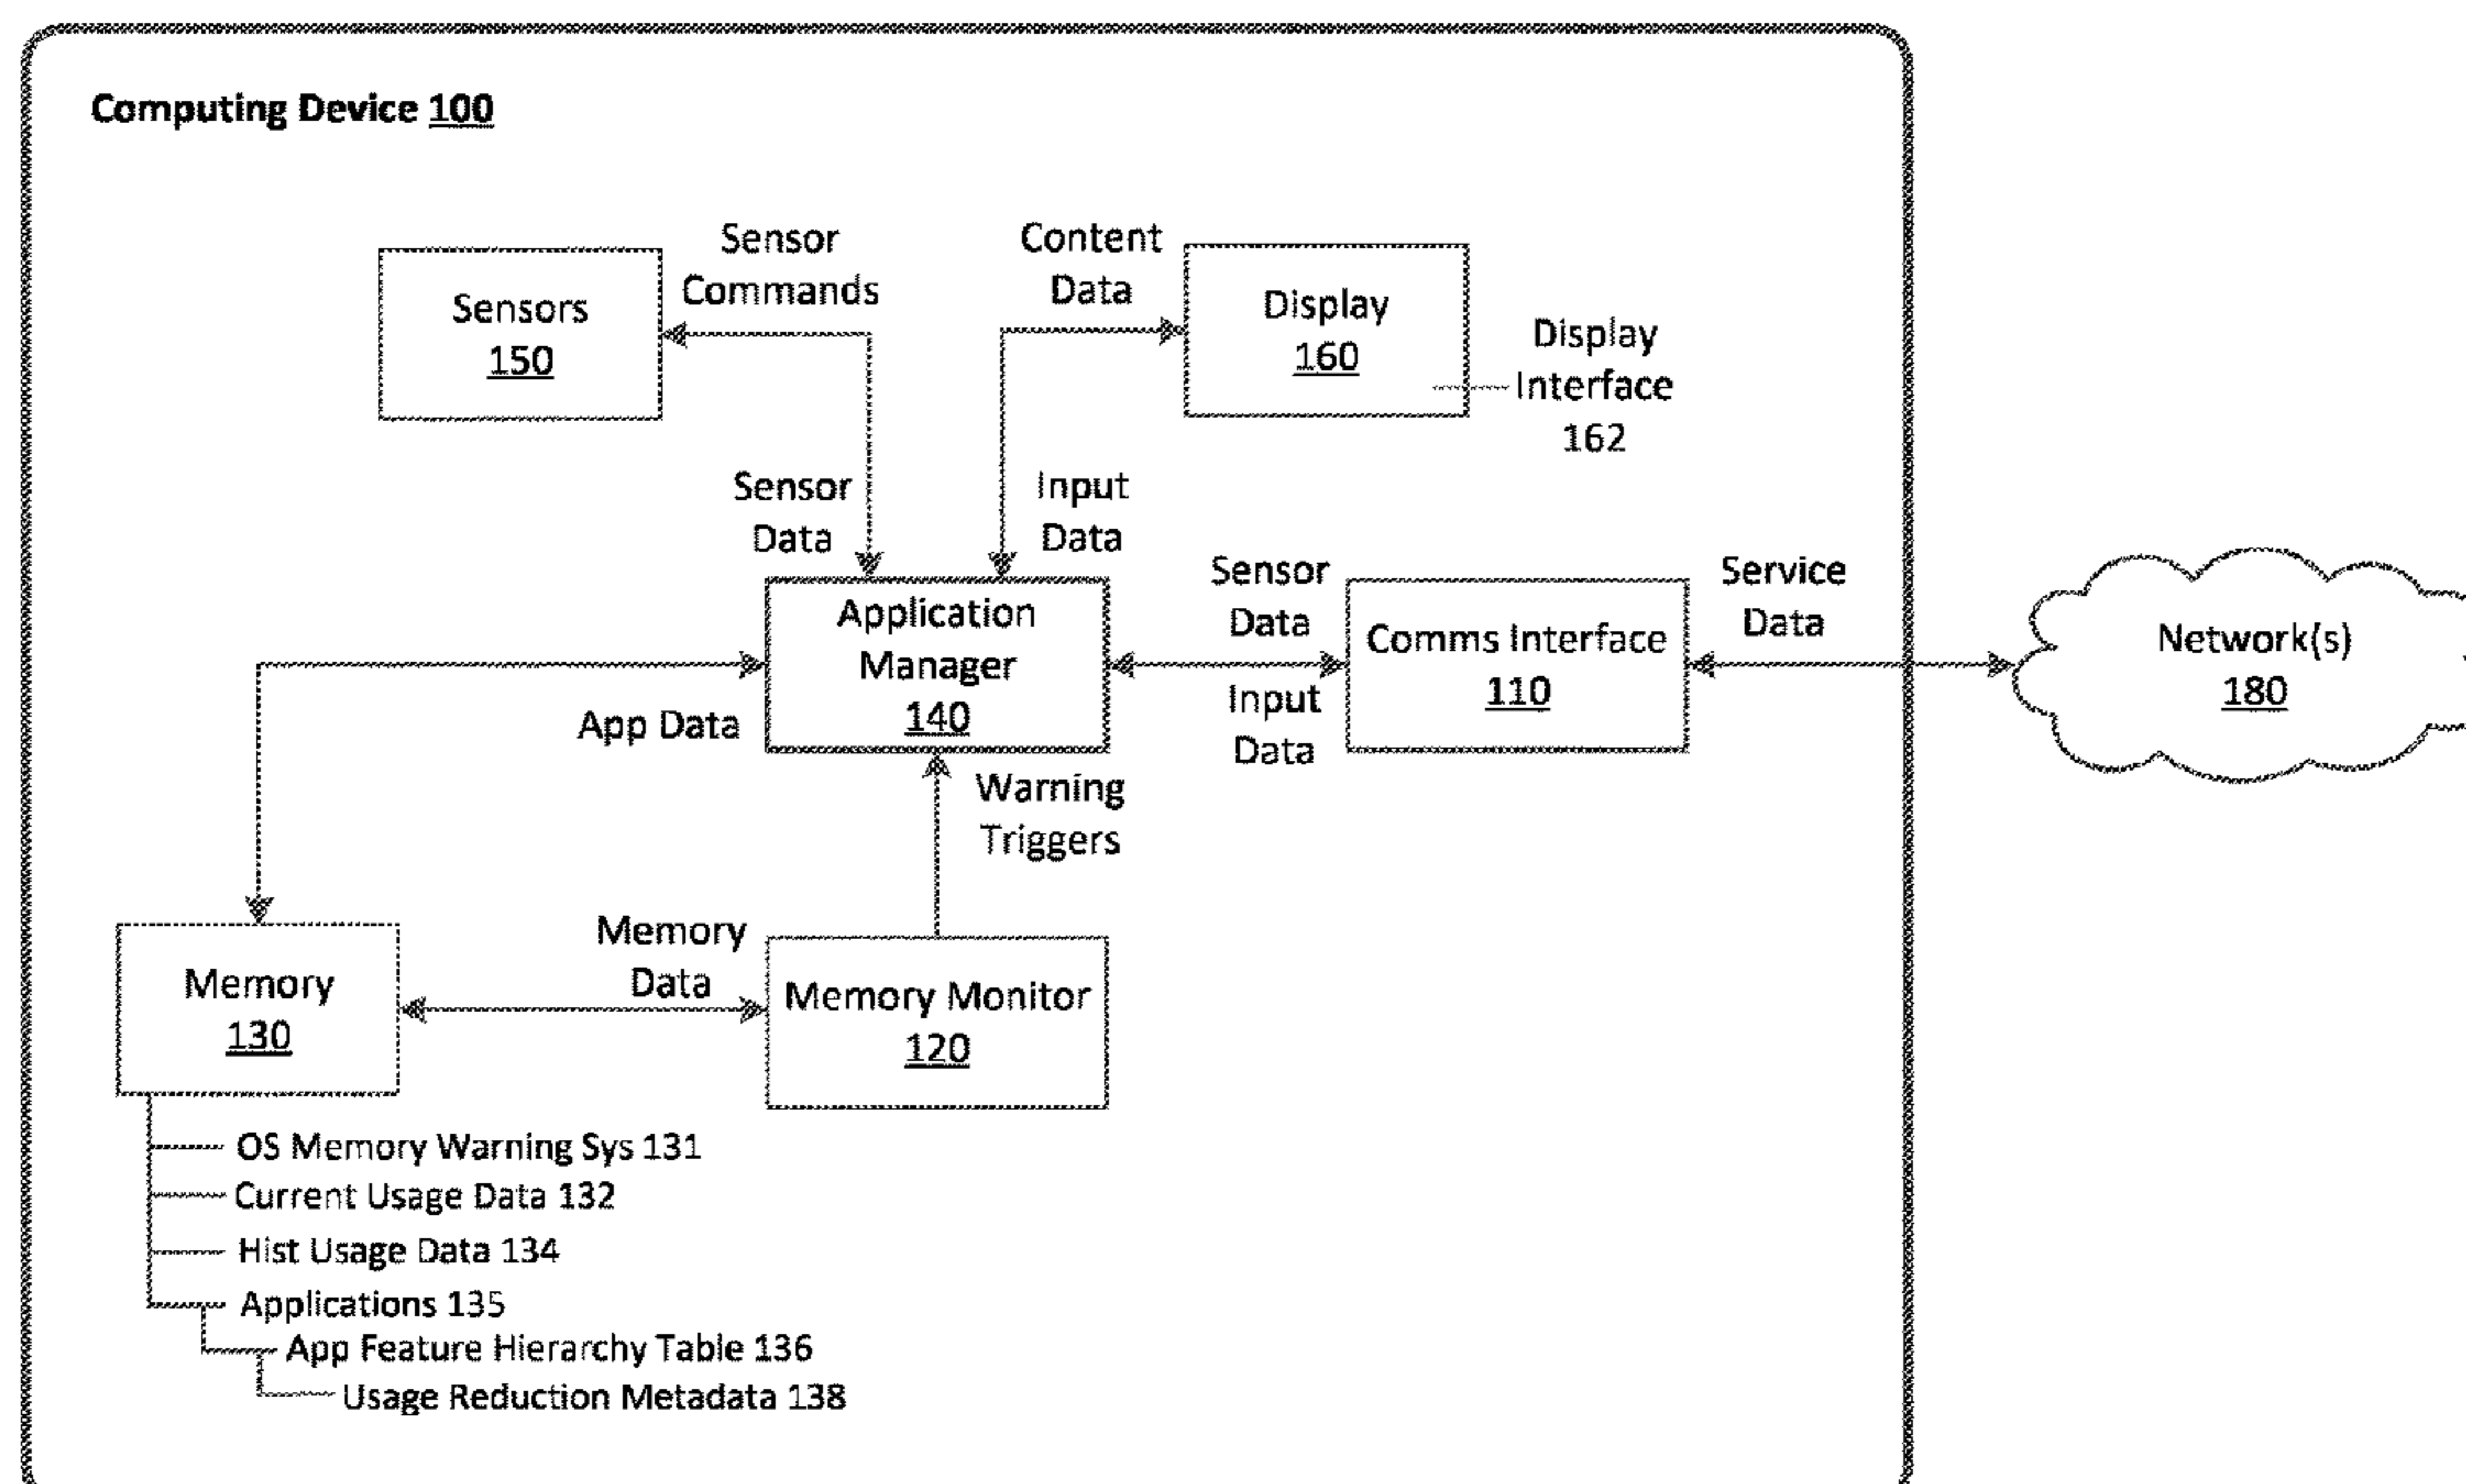 Computing Device 100
Sensor
Commands
Content
Data
Sensors
150
Display
160
Display
Interface
162
Sensor
Data
Input
Data
Application
Manager
140
Sensor
Data
Input
Data
Comms Interface
110
Service
Data
Network(s)
180
App Data
Warning
Triggers
Memory
130
Memory
Data
Memory Monitor
120
OS Memory Warning Sys 131
Current Usage Data 132
Hist Usage Data 134
Applications 135
App Feature Hierarchy Table 136
Usage Reduction Metadata 138